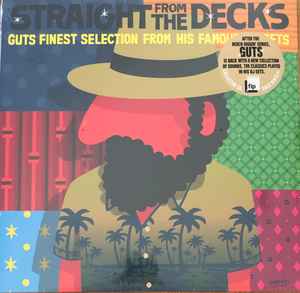 STRAIGHT FROM THE DECKS
GUTS FINEST SELECTION FROM HIS FAMOUS SETS
AFTER THE
BEACH DIGGIN' SERIES,
GUTS
IS BACK WITH A NEW COLLECTION
OF SOUNDS, THE CLASSICS PLAYED
IN HIS DJ SETS.